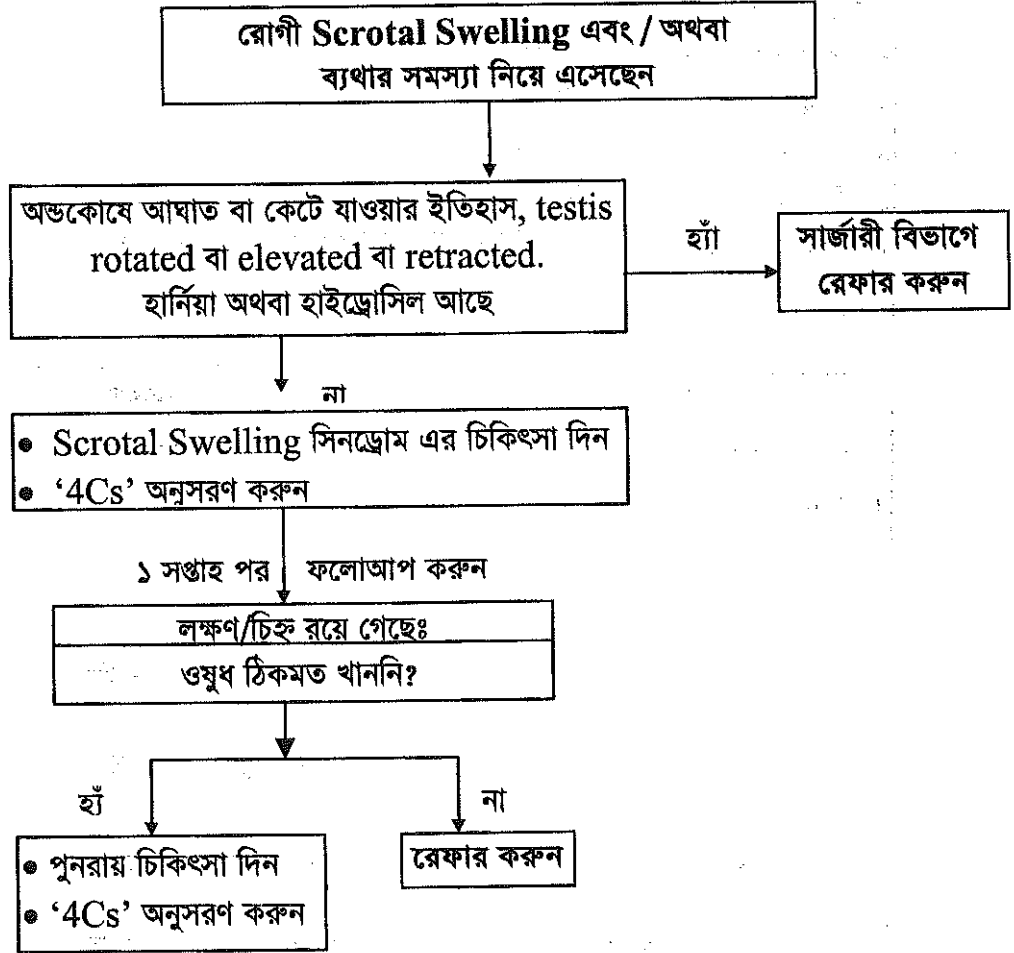 রোগী Scrotal Swelling এবং / অথবা
ব্যথার সমস্যা নিয়ে এসেছেন
অন্ডকোষে আঘাত বা কেটে যাওয়ার ইতিহাস, testis
rotated বা elevated বা retracted.
হার্নিয়া অথবা হাইড্রোসিল আছে
হ্যাঁ
সার্জারী বিভাগে
রেফার করুন
না
• Scrotal Swelling সিনড্রোম এর চিকিৎসা দিন
• ‘4Cs’ অনুসরণ করুন
১ সপ্তাহ পর ফলোআপ করুন
লক্ষণ/চিহ্ন রয়ে গেছেঃ
ওষুধ ঠিকমত খাননি?
হ্যঁ
না
• পুনরায় চিকিৎসা দিন
• ‘4Cs’ অনুসরণ করুন
রেফার করুন